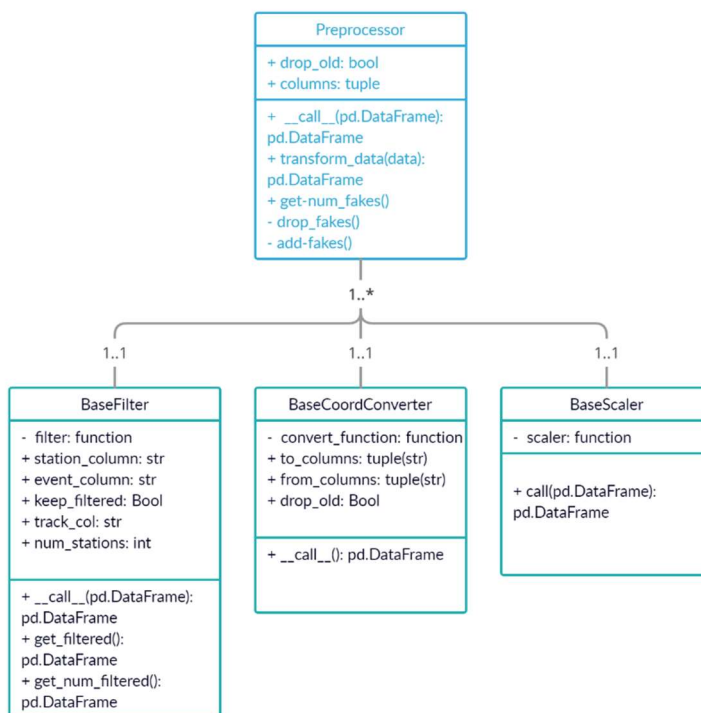 Preprocessor
+ drop_old: bool
+ columns: tuple
+ __call__(pd.DataFrame):
pd.DataFrame
+ transform_data(data):
pd.DataFrame
+ get-num_fakes()
- drop_fakes()
- add-fakes()
1..*
1..1
1..1
1..1
BaseFilter
- filter: function
+ station_column: str
+ event_column: str
+ keep_filtered: Bool
+ track_col: str
+ num_stations: int
+ __call__(pd.DataFrame):
pd.DataFrame
+ get_filtered():
pd.DataFrame
+ get_num_filtered():
pd.DataFrame
BaseCoordConverter
- convert_function: function
+ to_columns: tuple(str)
+ from_columns: tuple(str)
+ drop_old: Bool
+ __call__(): pd.DataFrame
BaseScaler
- scaler: function
+ call(pd.DataFrame):
pd.DataFrame